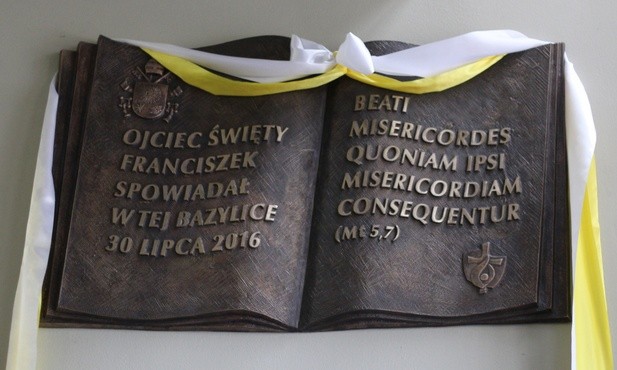 OJCIEC ŚWIĘTY
FRANCISZEK
SPOWIADAŁ
W TEJ BAZYLICE
30 LIPCA 2016
BEATI
MISERICORDES
QUONIAM IPSI
MISERICORDIAM
CONSEQUENTUR
(Mt 5,7)